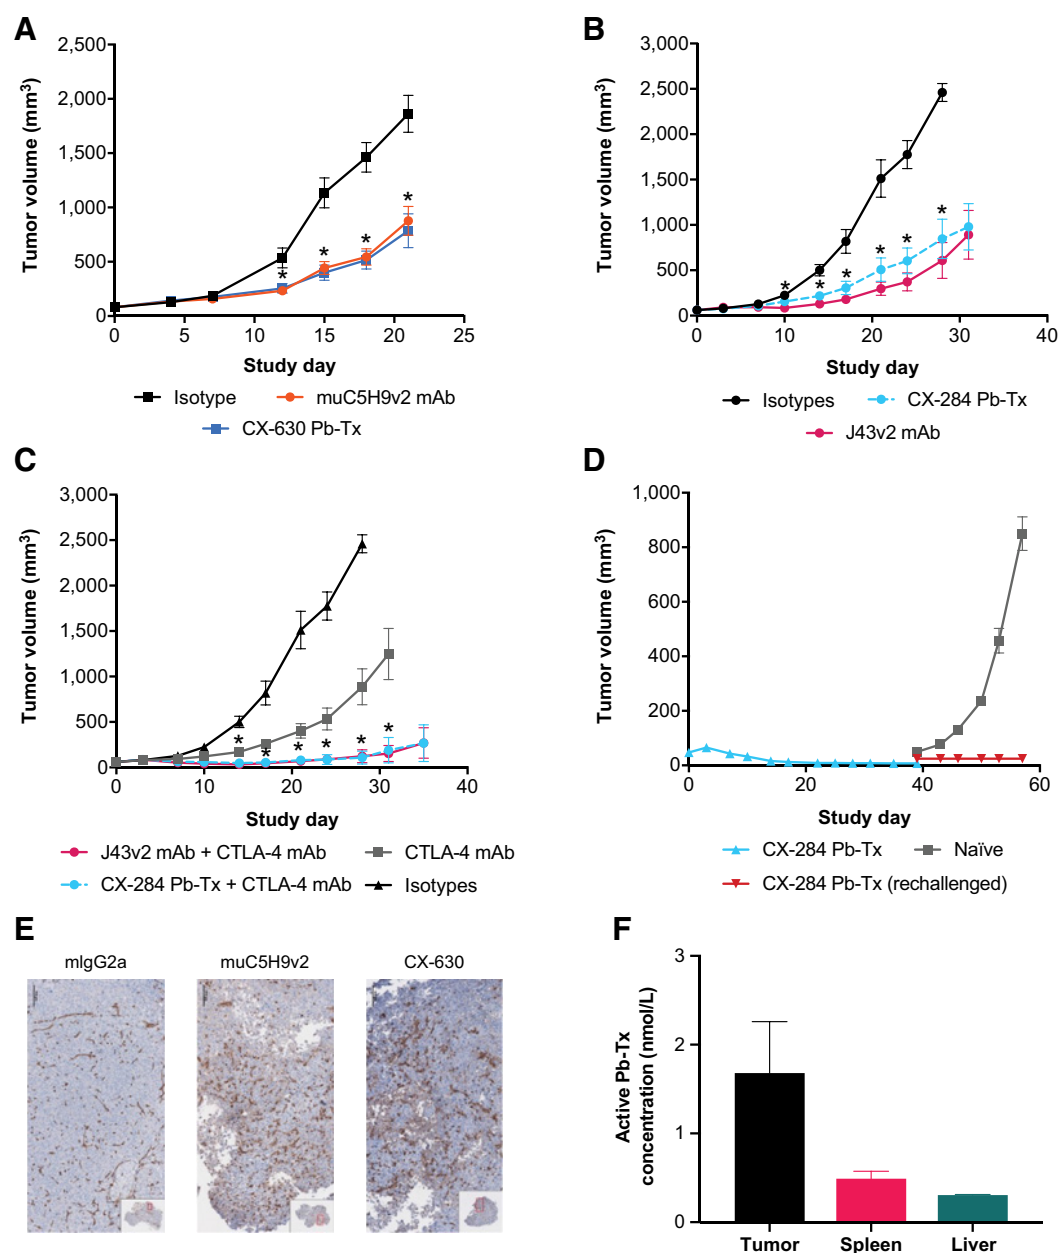 A
Tumor volume (mm³)
2,500
2,000
1,500
1,000
500
0
* * * *
0 5 10 15 20 25
Study day
Isotype muC5H9v2 mAb
CX-630 Pb-Tx
B
Tumor volume (mm³)
3,000
2,500
2,000
1,500
1,000
500
0
* * * * * *
0 10 20 30 40
Study day
Isotypes CX-284 Pb-Tx
J43v2 mAb
C
Tumor volume (mm³)
3,000
2,500
2,000
1,500
1,000
500
0
* * * * * *
0 10 20 30 40
Study day
J43v2 mAb + CTLA-4 mAb CTLA-4 mAb
CX-284 Pb-Tx + CTLA-4 mAb Isotypes
D
Tumor volume (mm³)
1,000
800
600
400
200
0
0 20 40 60
Study day
CX-284 Pb-Tx Naïve
CX-284 Pb-Tx (rechallenged)
E
mIgG2a muC5H9v2 CX-630
F
Active Pb-Tx
concentration (nmol/L)
3
2
1
0
Tumor Spleen Liver